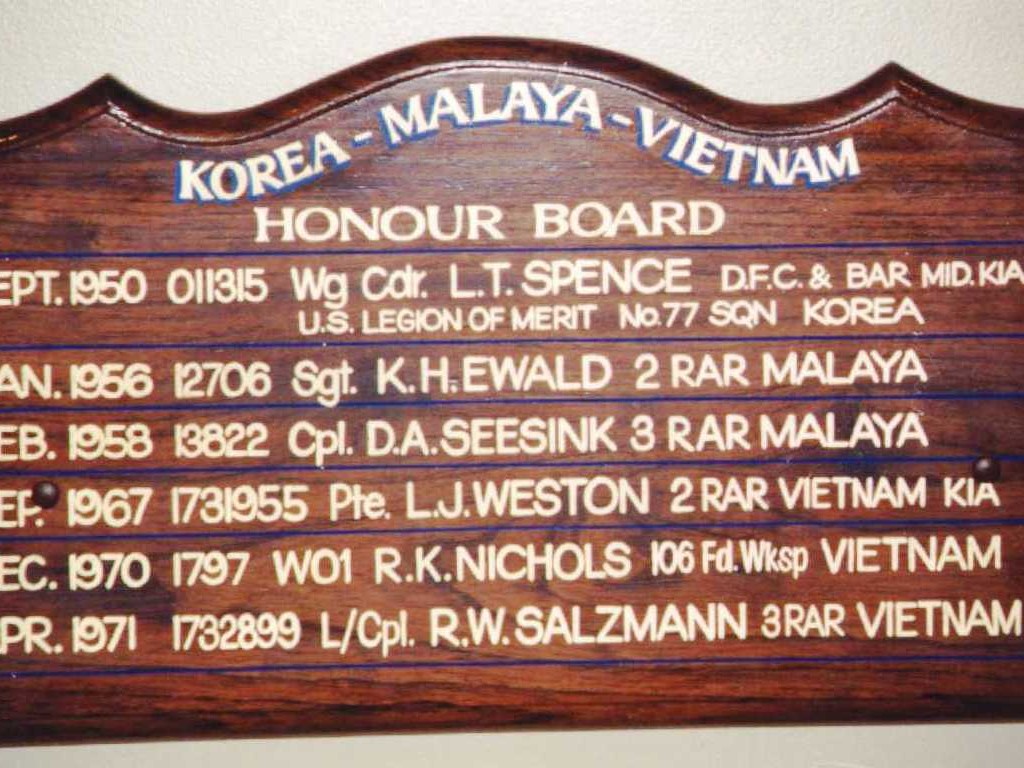 KOREA - MALAYA - VIETNAM
HONOUR BOARD
EPT. 1950 011315 Wg Cdr. L.T. SPENCE D.F.C. & BAR MID. KIA
U.S. LEGION OF MERIT No. 77 SQN KOREA
AN. 1956 12706 Sgt. K.H. EWALD 2 RAR MALAYA
EB. 1958 13822 Cpl. D.A. SEESINK 3 RAR MALAYA
EP. 1967 1731955 Pte. L.J. WESTON 2 RAR VIETNAM KIA
EC. 1970 1797 WO1 R.K. NICHOLS 106 Fd. Wksp VIETNAM
PR. 1971 1732899 L/Cpl. R.W. SALZMANN 3 RAR VIETNAM